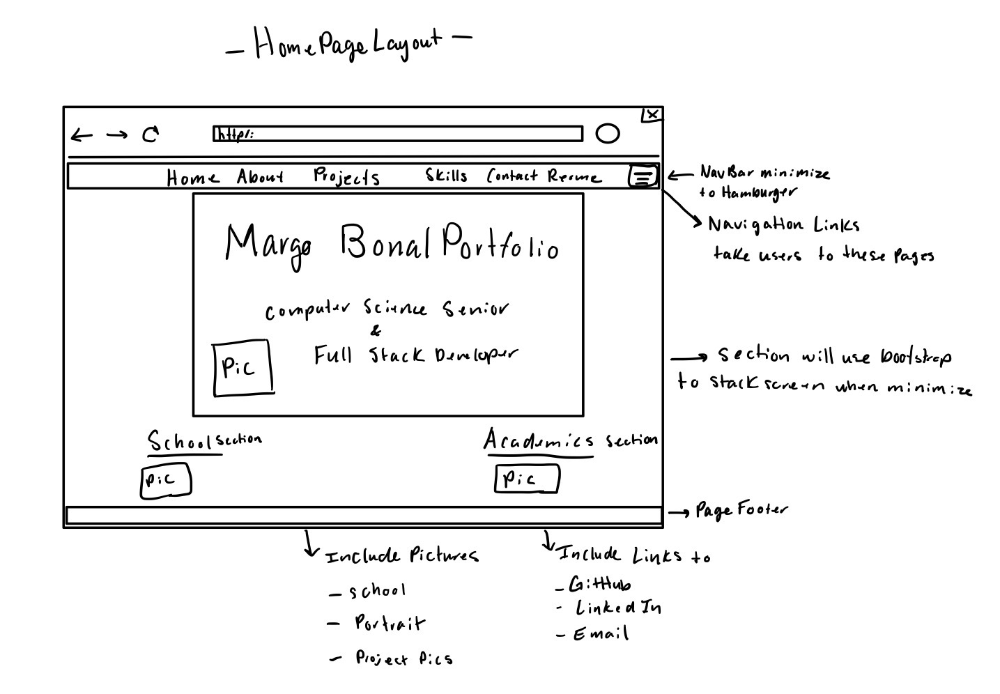 - Home Page Layout -
http/:
Home About Projects Skills Contact Resume
NavBar minimize
to Hamburger
Navigation Links
take users to these pages
Margo Bonal Portfolio
Computer Science Senior
&
Full Stack Developer
Pic
Section will use bootstrap
to stack screen when minimize
School section
Academics section
Pic
Pic
Page Footer
Include Pictures
- School
- Portrait
- Project Pics
Include Links to
- GitHub
- LinkedIn
- Email